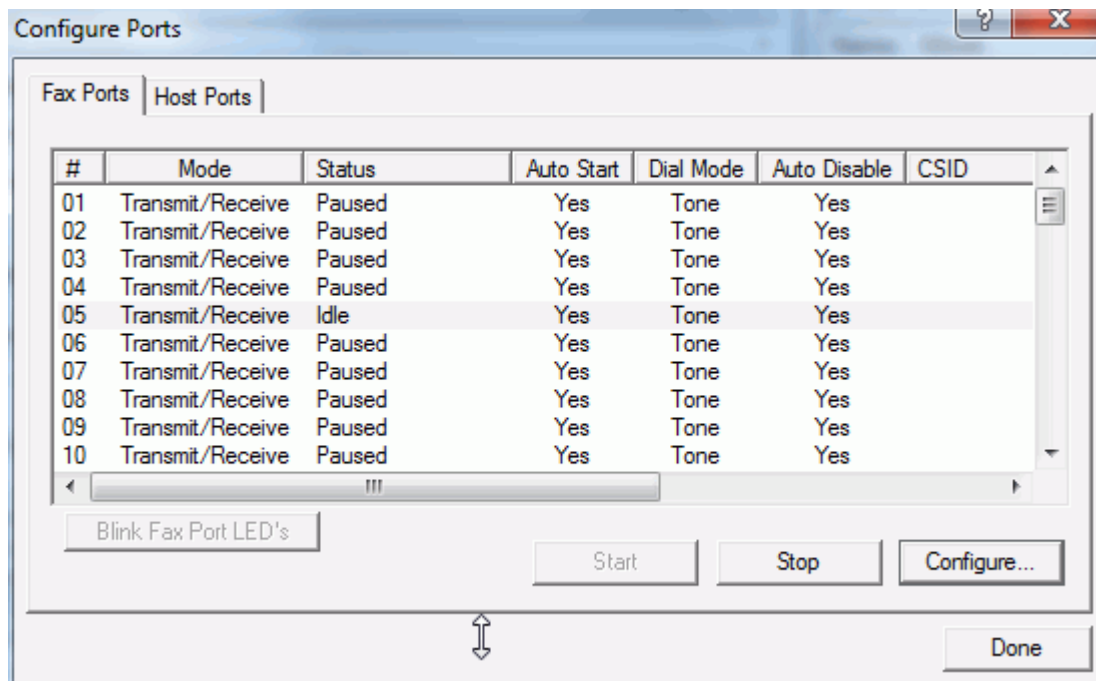 Configure Ports
Fax Ports Host Ports
# Mode Status Auto Start Dial Mode Auto Disable CSID
01 Transmit/Receive Paused Yes Tone Yes
02 Transmit/Receive Paused Yes Tone Yes
03 Transmit/Receive Paused Yes Tone Yes
04 Transmit/Receive Paused Yes Tone Yes
05 Transmit/Receive Idle Yes Tone Yes
06 Transmit/Receive Paused Yes Tone Yes
07 Transmit/Receive Paused Yes Tone Yes
08 Transmit/Receive Paused Yes Tone Yes
09 Transmit/Receive Paused Yes Tone Yes
10 Transmit/Receive Paused Yes Tone Yes
Blink Fax Port LED's
Start Stop Configure...
Done